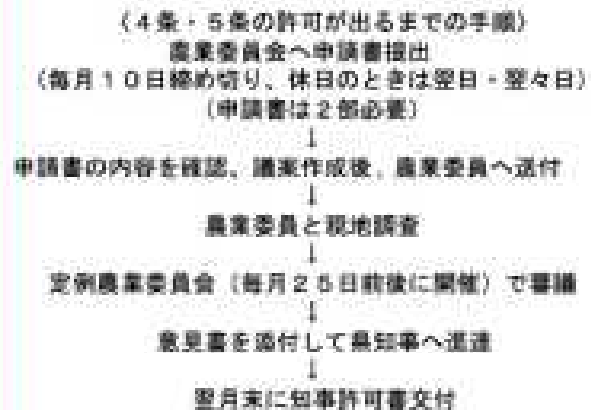 （４条・５条の許可が出るまでの手順）
農業委員会へ申請書提出
（毎月１０日締め切り、休日のときは翌日・翌々日）
（申請書は２部必要）
↓
申請書の内容を確認、議案作成後、農業委員へ送付
↓
農業委員と現地調査
↓
定例農業委員会（毎月２５日前後に開催）で審議
↓
意見書を添付して県知事へ進達
↓
翌月末に知事許可書交付